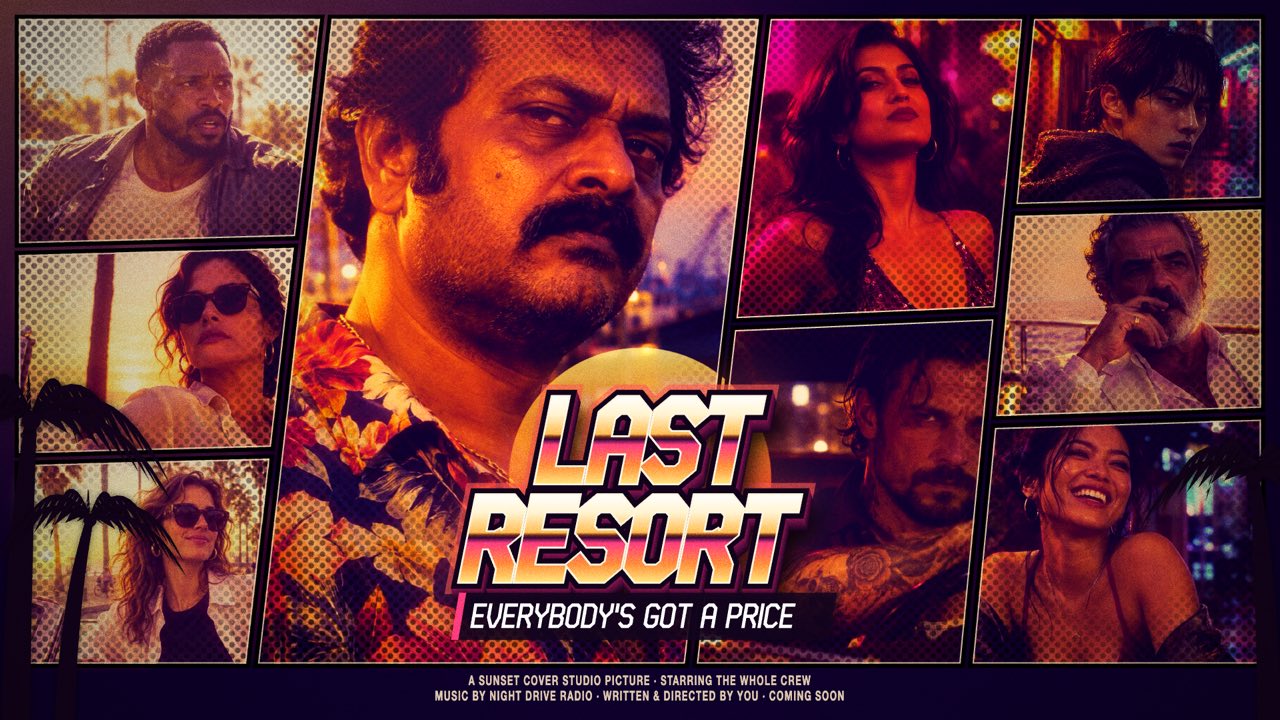 LAST
RESORT
EVERYBODY'S GOT A PRICE
A SUNSET COVER STUDIO PICTURE · STARRING THE WHOLE CREW
MUSIC BY NIGHT DRIVE RADIO · WRITTEN & DIRECTED BY YOU · COMING SOON